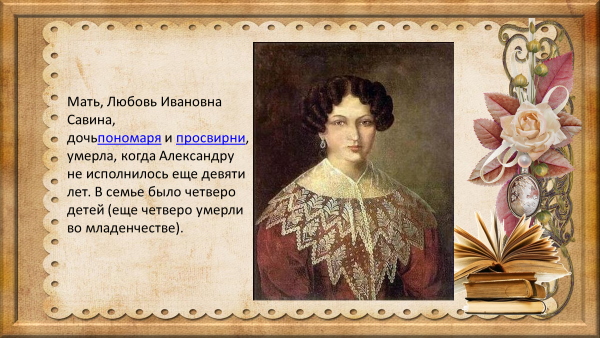 Мать, Любовь Ивановна
Савина,
дочьпономаря и просвирни,
умерла, когда Александру
не исполнилось еще девяти
лет. В семье было четверо
детей (еще четверо умерли
во младенчестве).